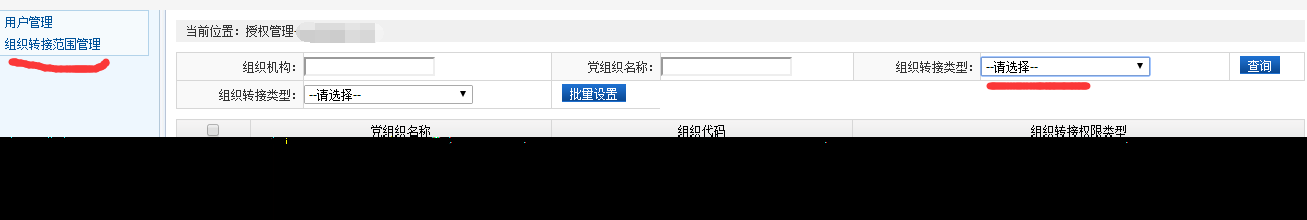 用户管理
组织转接范围管理
当前位置：授权管理-
组织机构： 党组织名称： 组织转接类型： --请选择-- 查询
组织转接类型： --请选择-- 批量设置
党组织名称 组织代码 组织转接权限类型